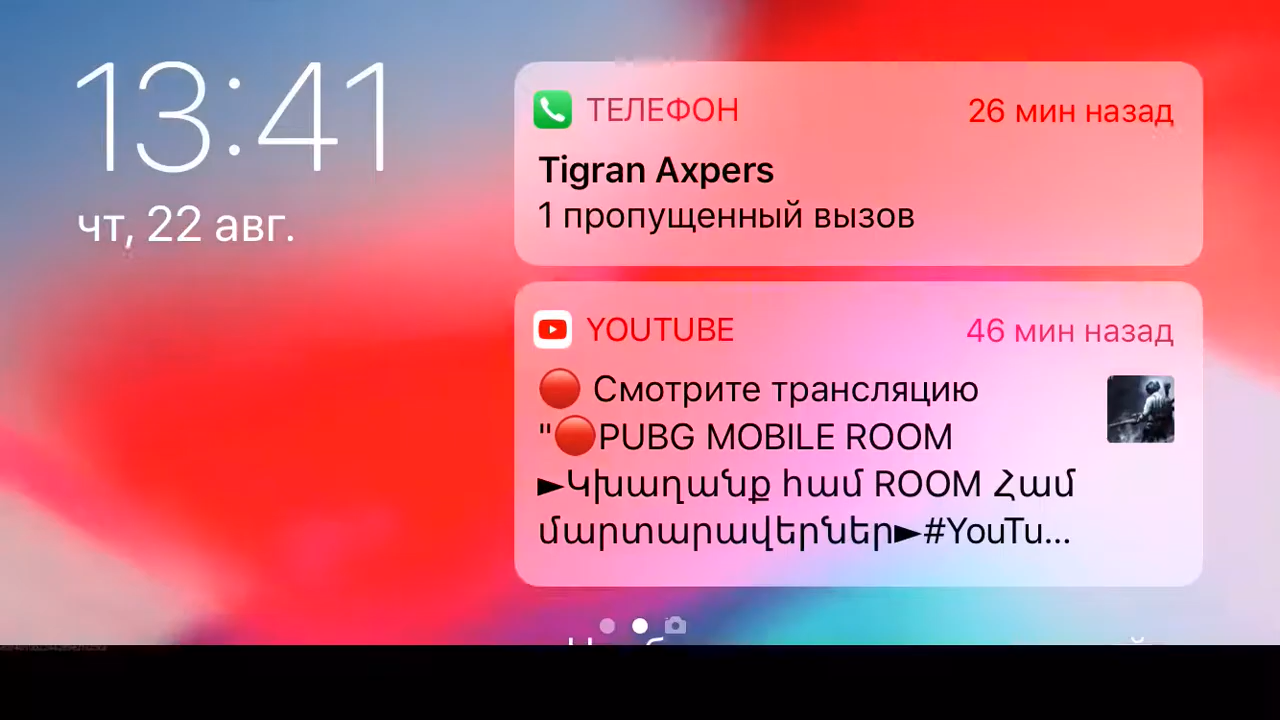 13:41
чт, 22 авг.
ТЕЛЕФОН 26 мин назад
Tigran Axpers
1 пропущенный вызов
YOUTUBE 46 мин назад
🔴 Смотрите трансляцию
"🔴PUBG MOBILE ROOM
►Կխաղանք համ ROOM Համ
մարտարավերներ►#YouTu...